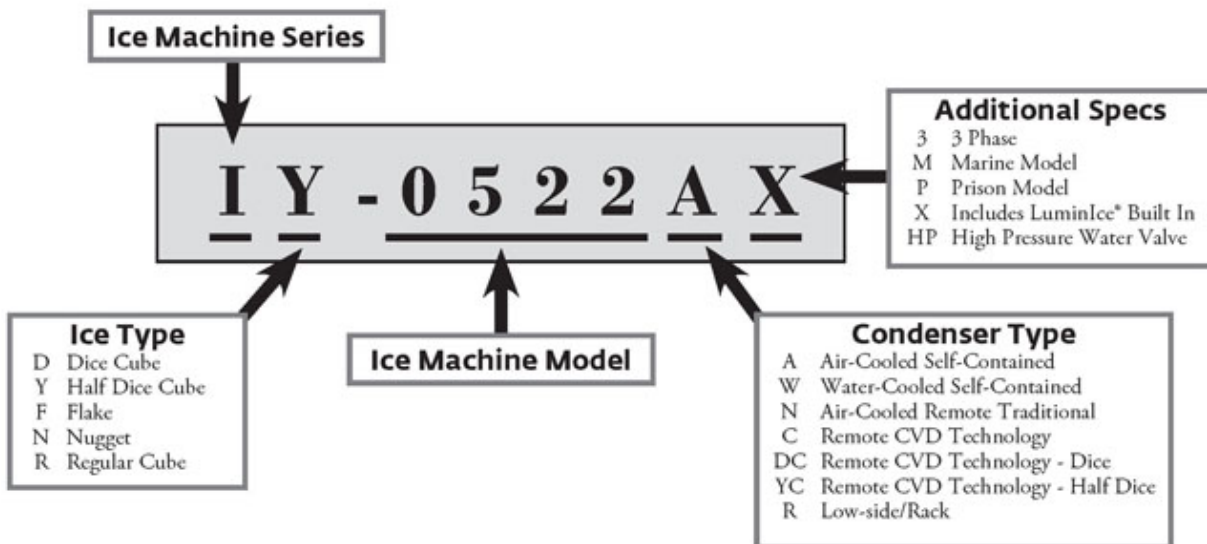 Ice Machine Series
I Y - 0 5 2 2 A X
Additional Specs
3 3 Phase
M Marine Model
P Prison Model
X Includes LuminIce® Built In
HP High Pressure Water Valve
Ice Type
D Dice Cube
Y Half Dice Cube
F Flake
N Nugget
R Regular Cube
Ice Machine Model
Condenser Type
A Air-Cooled Self-Contained
W Water-Cooled Self-Contained
N Air-Cooled Remote Traditional
C Remote CVD Technology
DC Remote CVD Technology - Dice
YC Remote CVD Technology - Half Dice
R Low-side/Rack